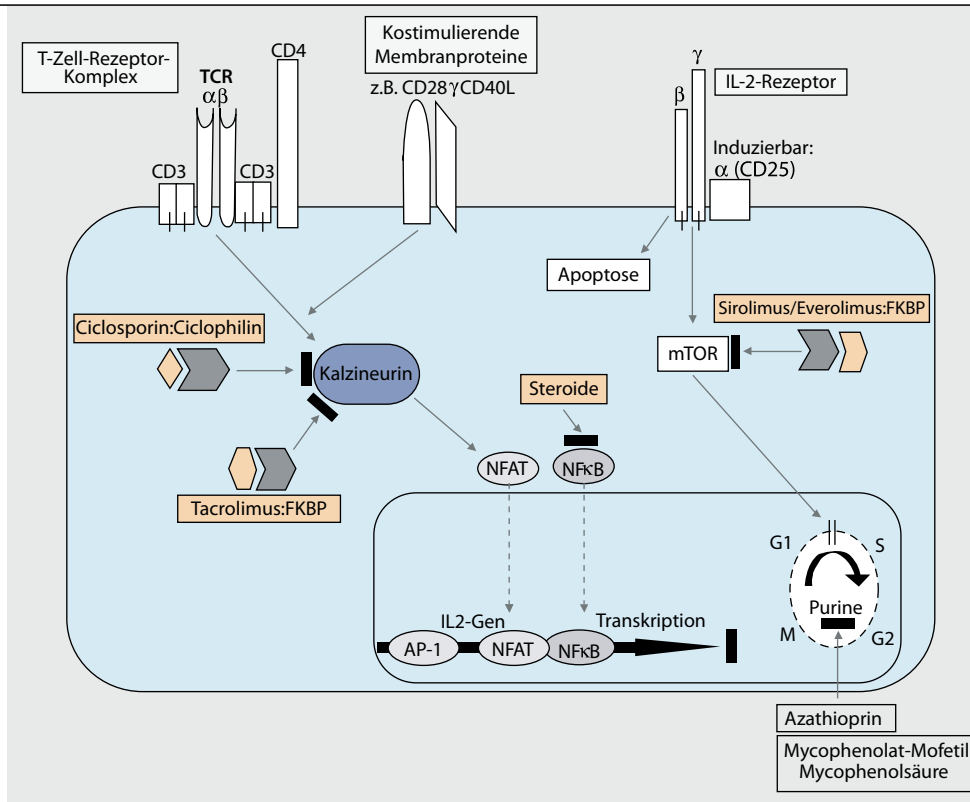 T-Zell-Rezeptor-
Komplex
TCR
αβ
CD4
CD3
CD3
Kostimulierende
Membranproteine
z.B. CD28 γCD40L
γ
β
IL-2-Rezeptor
Induzierbar:
α (CD25)
Apoptose
Ciclosporin:Ciclophilin
Kalzineurin
Sirolimus/Everolimus:FKBP
mTOR
Steroide
Tacrolimus:FKBP
NFAT
NFκB
G1
S
Purine
M
G2
IL2-Gen
Transkription
AP-1
NFAT
NFκB
Azathioprin
Mycophenolat-Mofetil
Mycophenolsäure